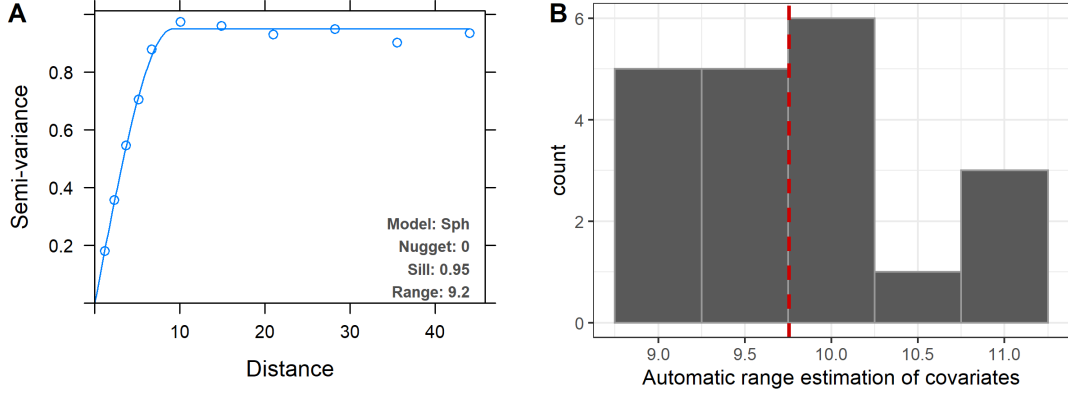 A
Semi-variance
0.8
0.6
0.4
0.2
Model: Sph
Nugget: 0
Sill: 0.95
Range: 9.2
10
20
30
40
Distance
B
count
6
4
2
0
9.0
9.5
10.0
10.5
11.0
Automatic range estimation of covariates